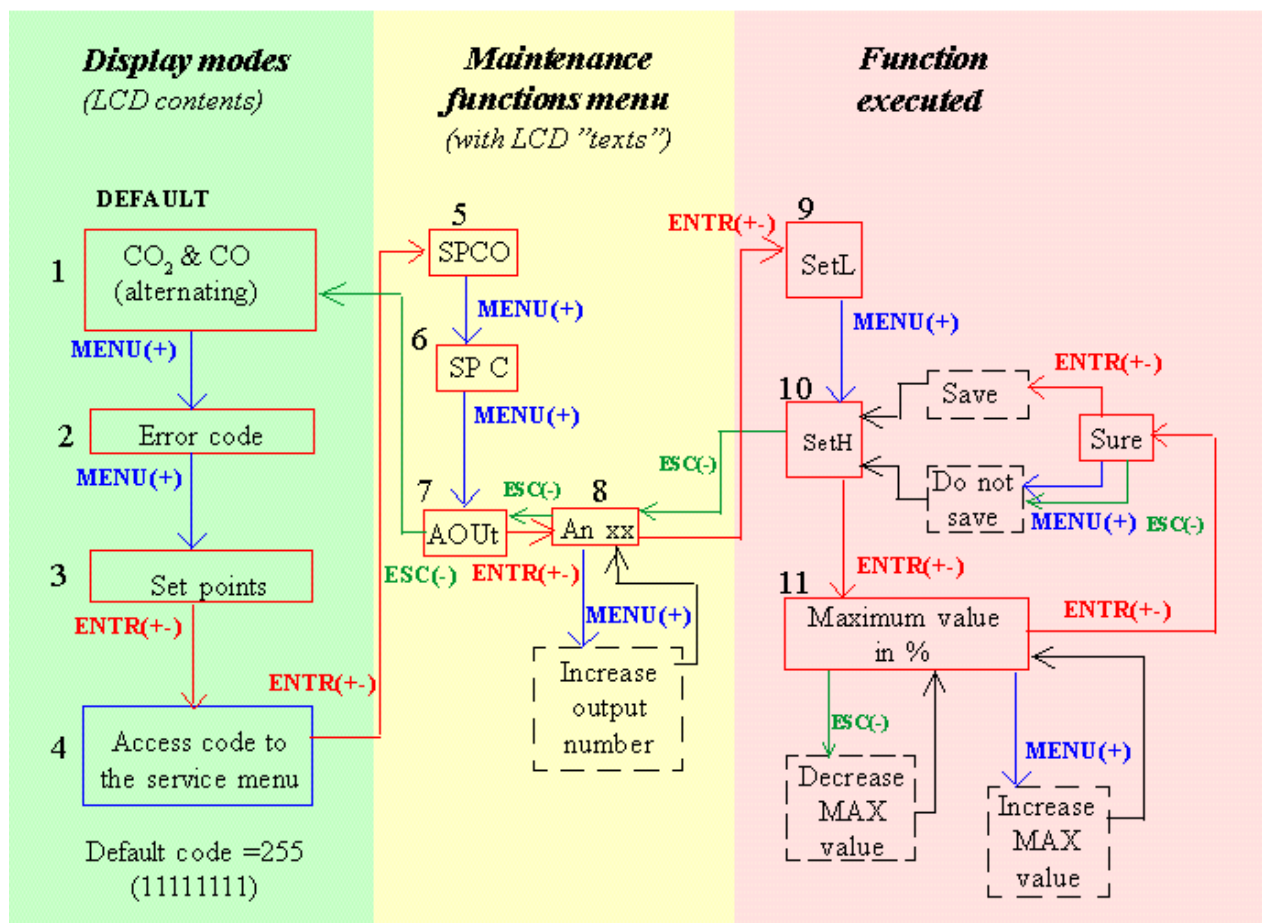 Display modes
(LCD contents)
Maintenance
functions menu
(with LCD "texts")
Function
executed
DEFAULT
1
CO₂ & CO
(alternating)
MENU(+)
2
Error code
MENU(+)
3
Set points
ENTR(+-)
4
Access code to
the service menu
ENTR(+-)
Default code =255
(11111111)
5
SPCO
MENU(+)
6
SP C
MENU(+)
7
AOUt
ESC(-)
ESC(-)
ENTR(+-)
8
An xx
MENU(+)
Increase
output
number
ENTR(+-)
9
SetL
MENU(+)
10
SetH
ESC(-)
Save
ENTR(+-)
Sure
Do not
save
MENU(+)
ESC(-)
ENTR(+-)
11
Maximum value
in %
ENTR(+-)
ESC(-)
Decrease
MAX
value
MENU(+)
Increase
MAX
value